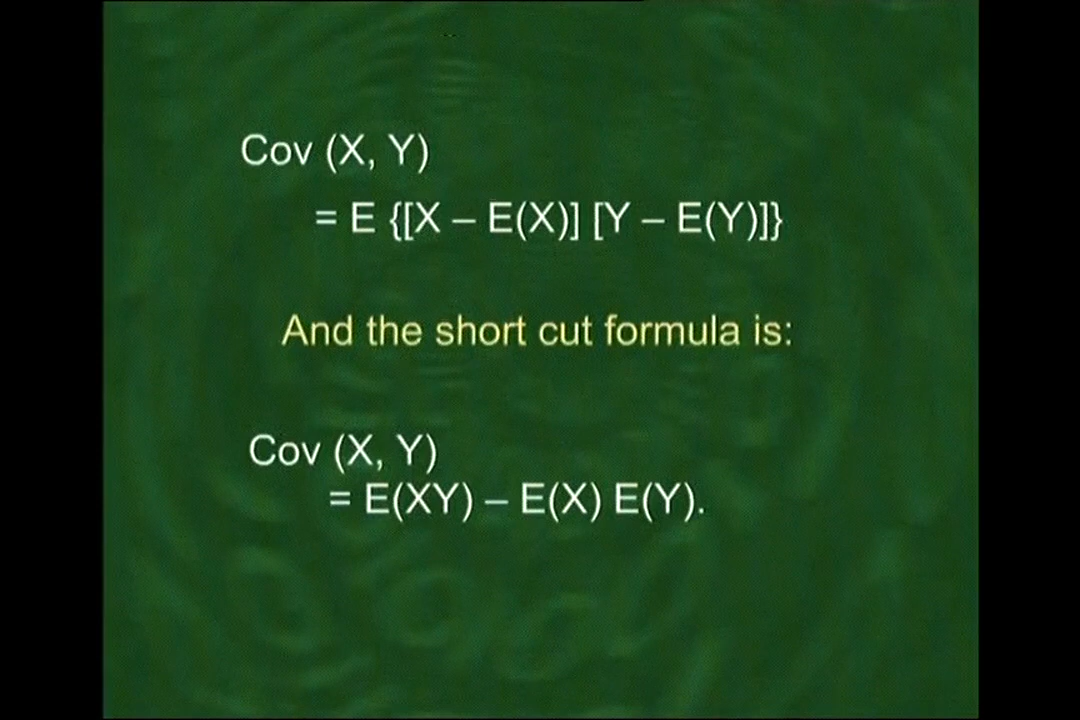 Cov (X, Y)
= E {[X – E(X)] [Y – E(Y)]}
And the short cut formula is:
Cov (X, Y)
= E(XY) – E(X) E(Y).